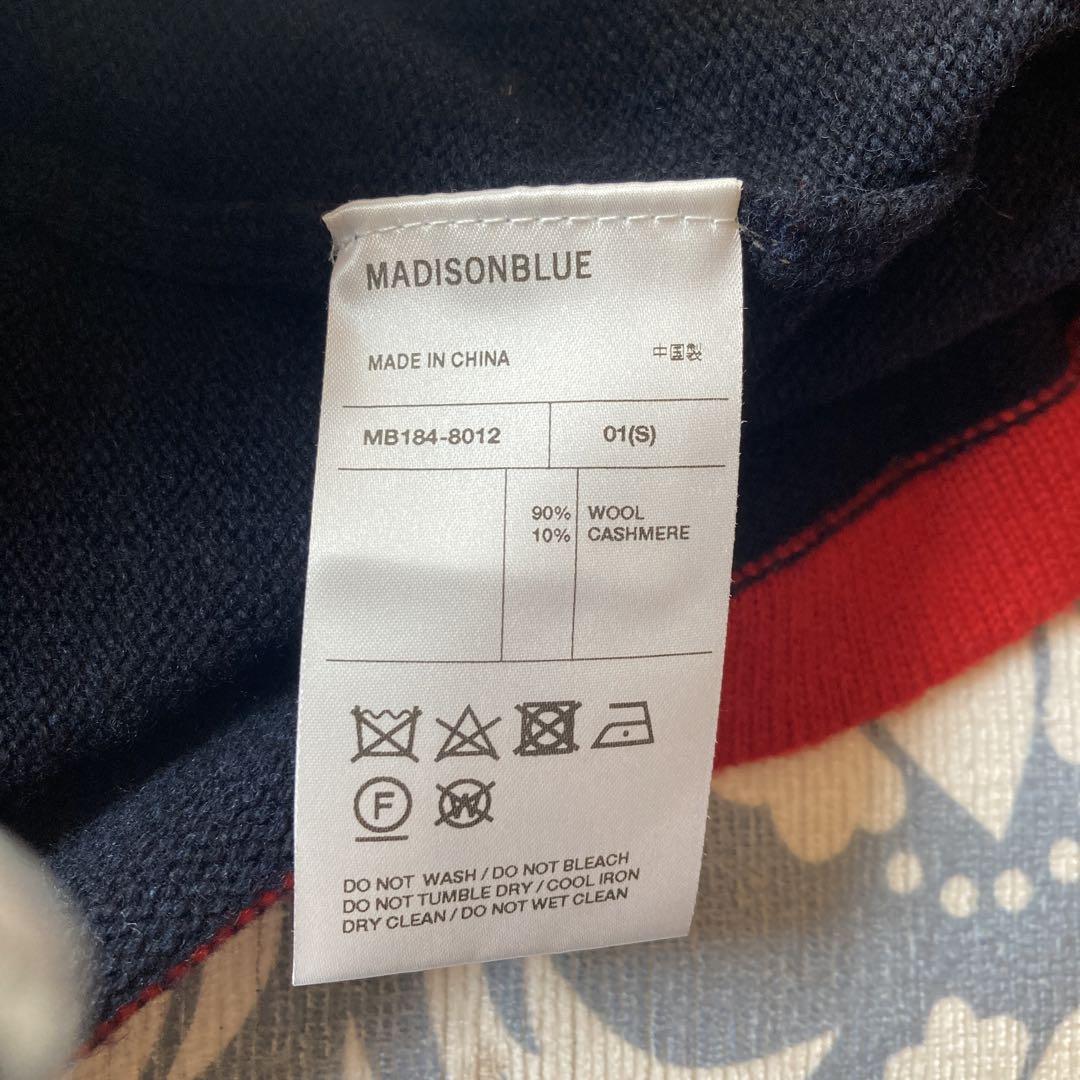 MADISONBLUE
MADE IN CHINA 中国製
MB184-8012 01(S)
90% WOOL
10% CASHMERE
F W
DO NOT WASH / DO NOT BLEACH
DO NOT TUMBLE DRY / COOL IRON
DRY CLEAN / DO NOT WET CLEAN